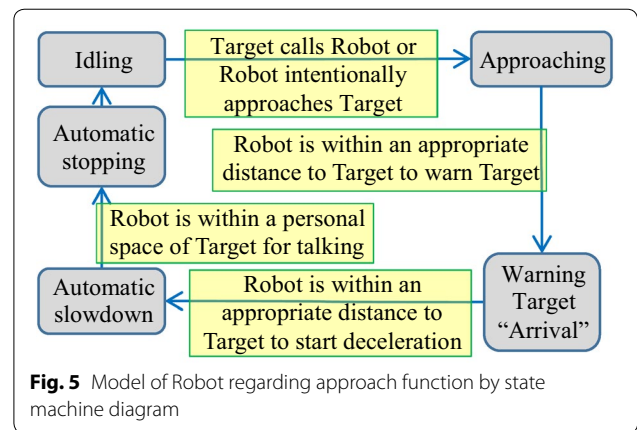 Idling
Target calls Robot or
Robot intentionally
approaches Target
Approaching
Automatic
stopping
Robot is within an appropriate
distance to Target to warn Target
Robot is within a personal
space of Target for talking
Automatic
slowdown
Robot is within an
appropriate distance to
Target to start deceleration
Warning
Target
“Arrival”
Fig. 5 Model of Robot regarding approach function by state
machine diagram